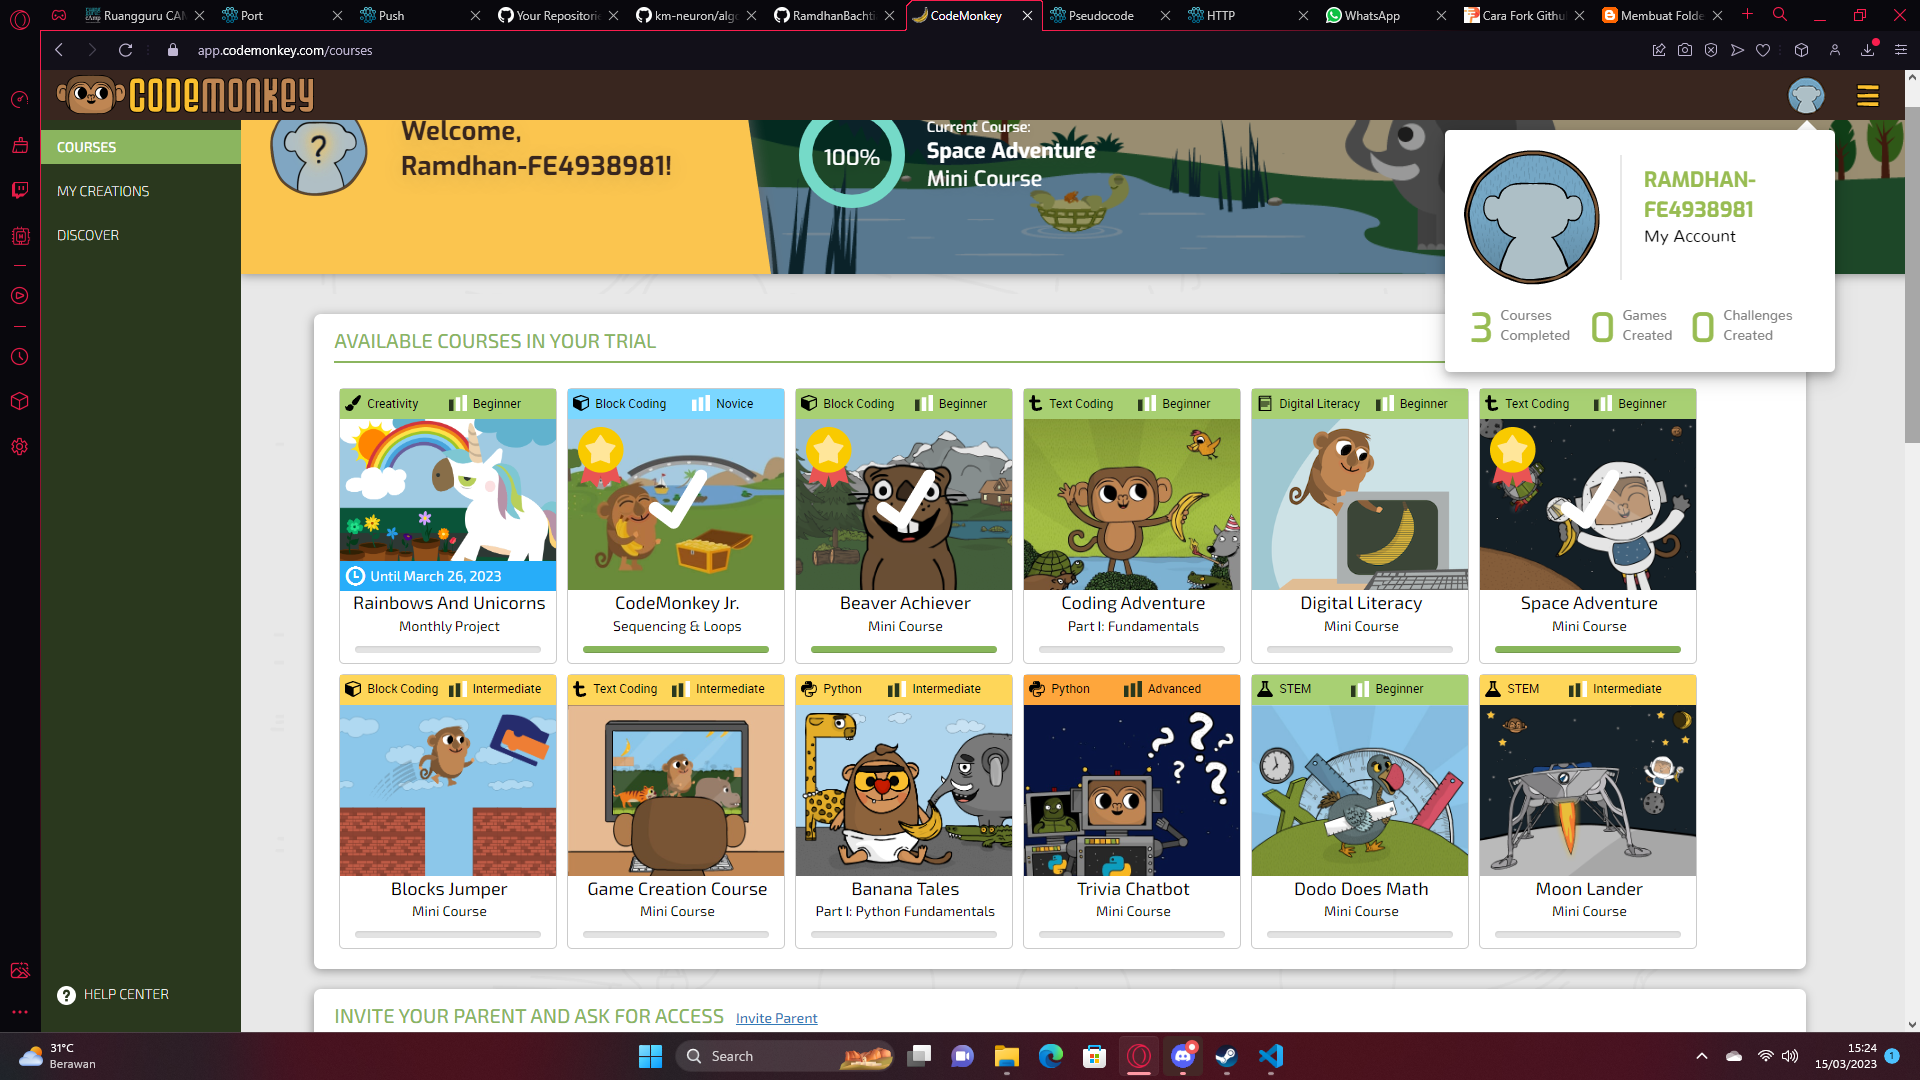 Ruangguru CAM
Port
Push
Your Repositorie
km-neuron/algo
RamdhanBachtia
CodeMonkey
Pseudocode
HTTP
WhatsApp
Cara Fork Githu
Membuat Folde
app.codemonkey.com/courses
CODEMONKEY
COURSES
MY CREATIONS
DISCOVER
HELP CENTER
?
Welcome,
Ramdhan-FE4938981!
100%
Current Course:
Space Adventure
Mini Course
RAMDHAN-
FE4938981
My Account
3 Courses Completed
0 Games Created
0 Challenges Created
AVAILABLE COURSES IN YOUR TRIAL
Creativity Beginner
Until March 26, 2023
Rainbows And Unicorns
Monthly Project
Block Coding Novice
CodeMonkey Jr.
Sequencing & Loops
Block Coding Beginner
Beaver Achiever
Mini Course
Text Coding Beginner
Coding Adventure
Part I: Fundamentals
Digital Literacy Beginner
Digital Literacy
Mini Course
Text Coding Beginner
Space Adventure
Mini Course
Block Coding Intermediate
Blocks Jumper
Mini Course
Text Coding Intermediate
Game Creation Course
Mini Course
Python Intermediate
Banana Tales
Part I: Python Fundamentals
Python Advanced
? ? ? ? ?
Trivia Chatbot
Mini Course
STEM Beginner
Dodo Does Math
Mini Course
STEM Intermediate
Moon Lander
Mini Course
INVITE YOUR PARENT AND ASK FOR ACCESS Invite Parent
31°C
Berawan
Search
15:24
15/03/2023
1